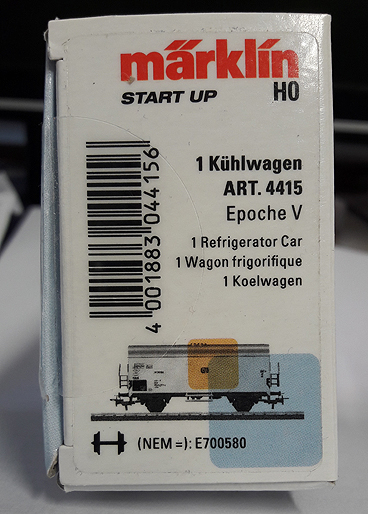 märklin
START UP H0
1 Kühlwagen
ART. 4415
Epoche V
1 Refrigerator Car
1 Wagon frigorifique
1 Koelwagen
4 001883 044156
(NEM =): E700580